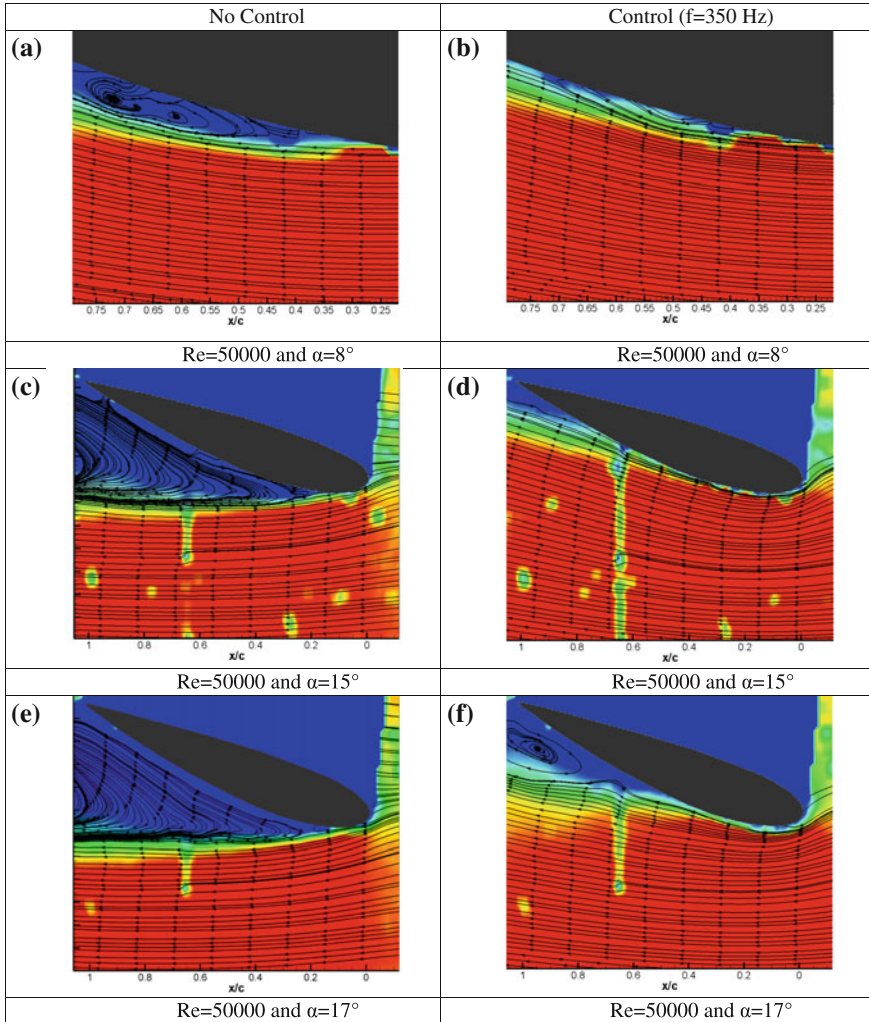 No Control
Control (f=350 Hz)
(a)
(b)
0.75 0.7 0.65 0.6 0.55 0.5 0.45 0.4 0.35 0.3 0.25
x/c
0.75 0.7 0.65 0.6 0.55 0.5 0.45 0.4 0.35 0.3 0.25
x/c
Re=50000 and α=8°
Re=50000 and α=8°
(c)
(d)
1 0.8 0.6 0.4 0.2 0
x/c
1 0.8 0.6 0.4 0.2 0
x/c
Re=50000 and α=15°
Re=50000 and α=15°
(e)
(f)
1 0.8 0.6 0.4 0.2 0
x/c
1 0.8 0.6 0.4 0.2 0
x/c
Re=50000 and α=17°
Re=50000 and α=17°